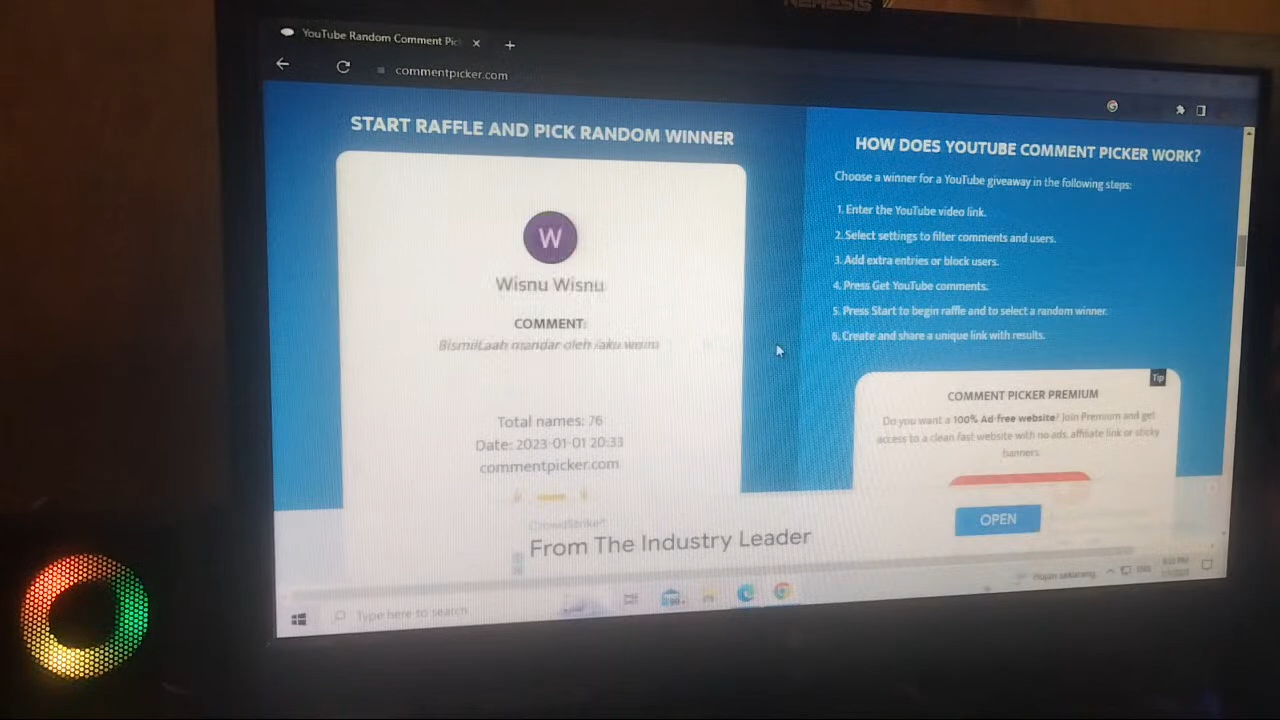 NEMESIS
YouTube Random Comment Pic
commentpicker.com
START RAFFLE AND PICK RANDOM WINNER
W
Wisnu Wisnu
COMMENT:
Total names: 76
Date: 2023-01-01 20:33
commentpicker.com
HOW DOES YOUTUBE COMMENT PICKER WORK?
Choose a winner for a YouTube giveaway in the following steps:
1. Enter the YouTube video link.
2. Select settings to filter comments and users.
3. Add extra entries or block users.
4. Press Get YouTube comments.
5. Press Start to begin raffle and to select a random winner.
6. Create and share a unique link with results.
Tip
COMMENT PICKER PREMIUM
Do you want a 100% Ad-free website? Join Premium and get
access to a clean fast website with no ads, affiliate link or sticky
banners.
CrowdStrike®
From The Industry Leader
OPEN
Type here to search
Hujan sekarang
ENG